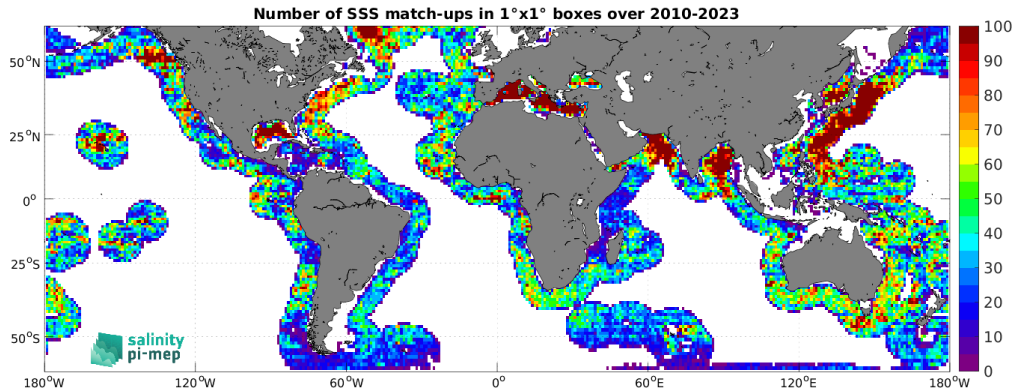 Number of SSS match-ups in 1°x1° boxes over 2010-2023
100
90
80
70
60
50
40
30
20
10
0
50°N
25°N
0°
25°S
50°S
salinity
pi-mep
180°W 120°W 60°W 0° 60°E 120°E 180°W